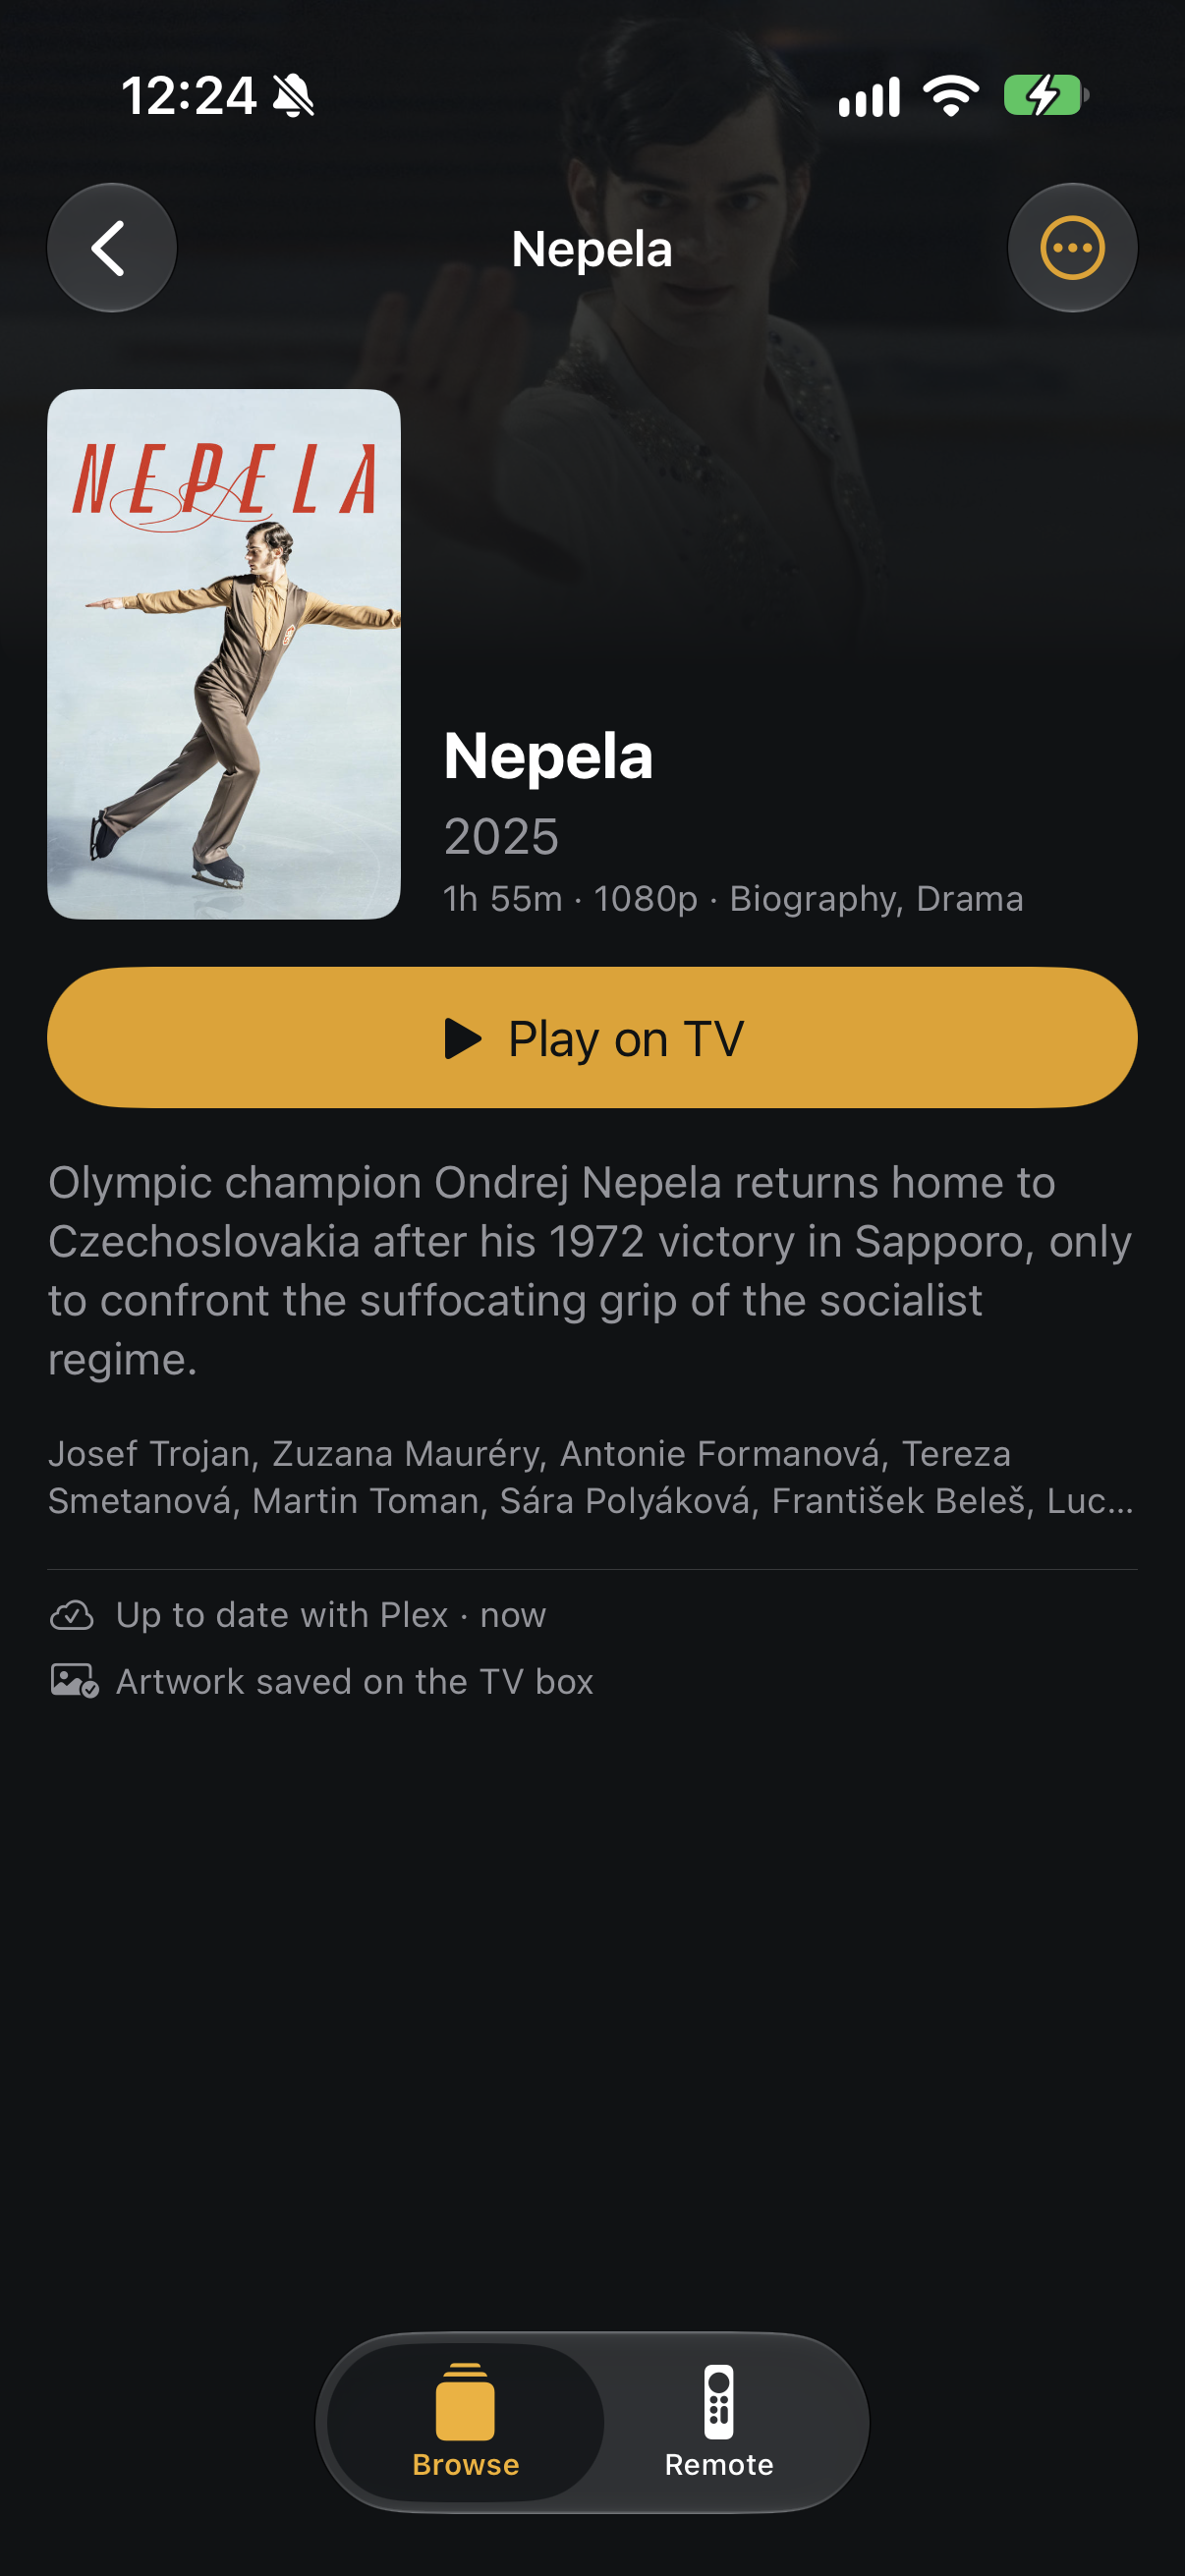 12:24
Nepela
NEPELA
Nepela
2025
1h 55m · 1080p · Biography, Drama
Play on TV
Olympic champion Ondrej Nepela returns home to
Czechoslovakia after his 1972 victory in Sapporo, only
to confront the suffocating grip of the socialist
regime.
Josef Trojan, Zuzana Mauréry, Antonie Formanová, Tereza
Smetanová, Martin Toman, Sára Polyáková, František Beleš, Luc...
Up to date with Plex · now
Artwork saved on the TV box
Browse
Remote